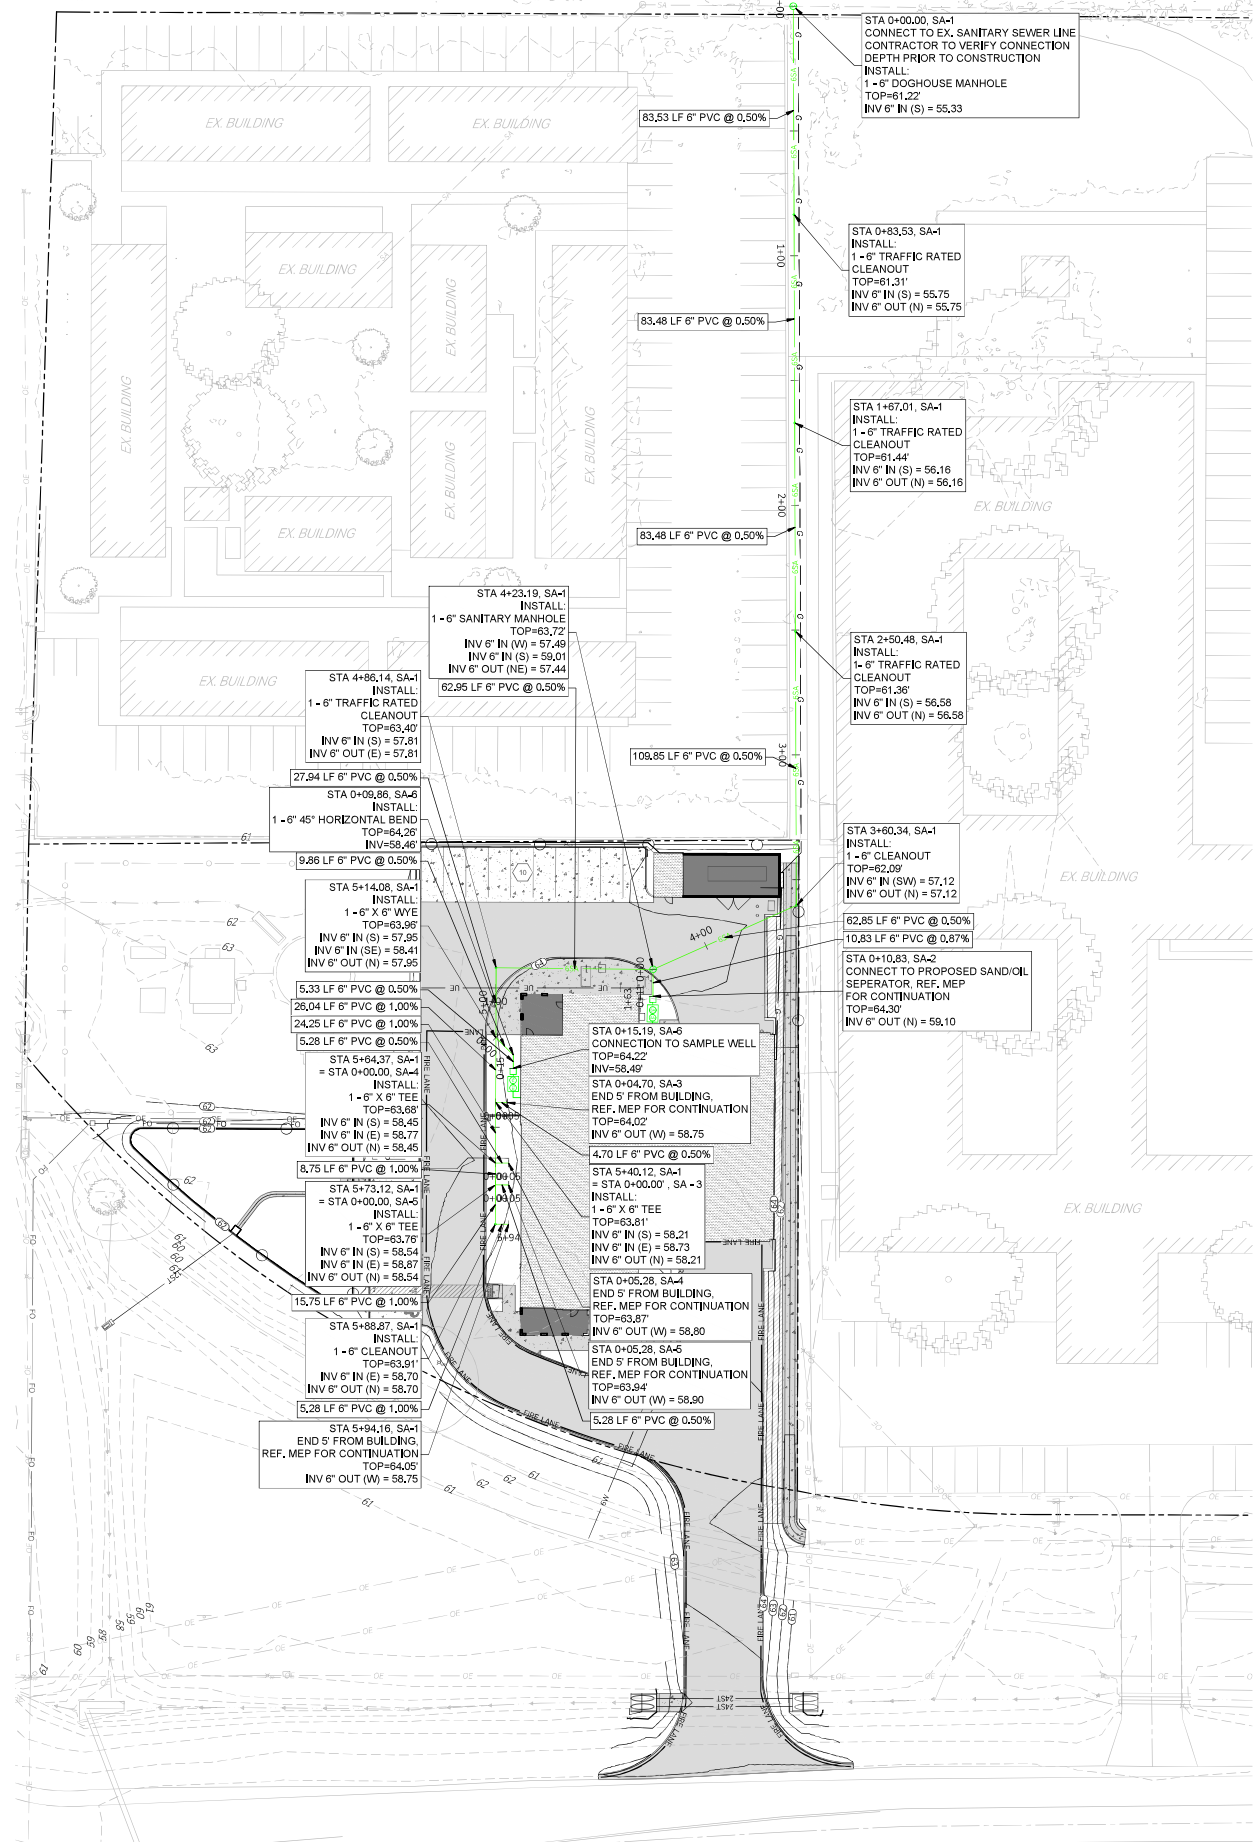 STA 0+00.00, SA-1
CONNECT TO EX. SANITARY SEWER LINE
CONTRACTOR TO VERIFY CONNECTION
DEPTH PRIOR TO CONSTRUCTION
INSTALL:
1 - 6" DOGHOUSE MANHOLE
TOP=61.22'
INV 6" IN (S) = 55.33
83.53 LF 6" PVC @ 0.50%
EX. BUILDING
EX. BUILDING
STA 0+83.53, SA-1
INSTALL:
1 - 6" TRAFFIC RATED
CLEANOUT
TOP=61.31'
INV 6" IN (S) = 55.75
INV 6" OUT (N) = 55.75
1+00
EX. BUILDING
EX. BUILDING
83.48 LF 6" PVC @ 0.50%
EX. BUILDING
EX. BUILDING
STA 1+67.01, SA-1
INSTALL:
1 - 6" TRAFFIC RATED
CLEANOUT
TOP=61.44'
INV 6" IN (S) = 56.16
INV 6" OUT (N) = 56.16
EX. BUILDING
2+00
EX. BUILDING
EX. BUILDING
83.48 LF 6" PVC @ 0.50%
STA 4+23.19, SA-1
INSTALL:
1 - 6" SANITARY MANHOLE
TOP=63.72'
INV 6" IN (W) = 57.49
INV 6" IN (S) = 59.01
INV 6" OUT (NE) = 57.44
62.95 LF 6" PVC @ 0.50%
STA 2+50.48, SA-1
INSTALL:
1- 6" TRAFFIC RATED
CLEANOUT
TOP=61.36'
INV 6" IN (S) = 56.58
INV 6" OUT (N) = 56.58
EX. BUILDING
STA 4+86.14, SA-1
INSTALL:
1 - 6" TRAFFIC RATED
CLEANOUT
TOP=63.40'
INV 6" IN (S) = 57.81
INV 6" OUT (E) = 57.81
3+00
109.85 LF 6" PVC @ 0.50%
27.94 LF 6" PVC @ 0.50%
STA 0+09.86, SA-6
INSTALL:
1 - 6" 45° HORIZONTAL BEND
TOP=64.26'
INV=58.46'
61
9.86 LF 6" PVC @ 0.50%
STA 3+60.34, SA-1
INSTALL:
1 - 6" CLEANOUT
TOP=62.09'
INV 6" IN (SW) = 57.12
INV 6" OUT (N) = 57.12
EX. BUILDING
10
STA 5+14.08, SA-1
INSTALL:
1 - 6" X 6" WYE
TOP=63.96'
INV 6" IN (S) = 57.95
INV 6" IN (SE) = 58.41
INV 6" OUT (N) = 57.95
62.85 LF 6" PVC @ 0.50%
10.83 LF 6" PVC @ 0.87%
4+00
62
63
STA 0+10.83, SA-2
CONNECT TO PROPOSED SAND/OIL
SEPERATOR, REF. MEP
FOR CONTINUATION
TOP=64.30'
INV 6" OUT (N) = 59.10
5.33 LF 6" PVC @ 0.50%
26.04 LF 6" PVC @ 1.00%
24.25 LF 6" PVC @ 1.00%
5.28 LF 6" PVC @ 0.50%
63
STA 0+15.19, SA-6
CONNECTION TO SAMPLE WELL
TOP=64.22'
INV=58.49'
STA 5+64.37, SA-1
= STA 0+00.00, SA-4
INSTALL:
1 - 6" X 6" TEE
TOP=63.68'
INV 6" IN (S) = 58.45
INV 6" IN (E) = 58.77
INV 6" OUT (N) = 58.45
STA 0+04.70, SA-3
END 5' FROM BUILDING,
REF. MEP FOR CONTINUATION
TOP=64.02'
INV 6" OUT (W) = 58.75
4.70 LF 6" PVC @ 0.50%
8.75 LF 6" PVC @ 1.00%
62
STA 5+40.12, SA-1
= STA 0+00.00' , SA - 3
INSTALL:
1 - 6" X 6" TEE
TOP=63.81'
INV 6" IN (S) = 58.21
INV 6" IN (E) = 58.73
INV 6" OUT (N) = 58.21
STA 5+73.12, SA-1
= STA 0+00.00, SA-5
INSTALL:
1 - 6" X 6" TEE
TOP=63.76'
INV 6" IN (S) = 58.54
INV 6" IN (E) = 58.87
INV 6" OUT (N) = 58.54
EX. BUILDING
5+94
FIRE LANE
15.75 LF 6" PVC @ 1.00%
STA 0+05.28, SA-4
END 5' FROM BUILDING,
REF. MEP FOR CONTINUATION
TOP=63.87'
INV 6" OUT (W) = 58.80
STA 5+88.87, SA-1
INSTALL:
1 - 6" CLEANOUT
TOP=63.91'
INV 6" IN (E) = 58.70
INV 6" OUT (N) = 58.70
STA 0+05.28, SA-5
END 5' FROM BUILDING,
REF. MEP FOR CONTINUATION
TOP=63.94'
INV 6" OUT (W) = 58.90
5.28 LF 6" PVC @ 1.00%
5.28 LF 6" PVC @ 0.50%
STA 5+94.16, SA-1
END 5' FROM BUILDING,
REF. MEP FOR CONTINUATION
TOP=64.05'
INV 6" OUT (W) = 58.75
FIRE LANE
FIRE LANE
61
62
61
62
61
61
6W
FIRE LANE
FIRE LANE
63
64
63
62
61
61
60
59
58
59
60
61
FIRE LANE
24ST
24ST
FIRE LANE
FIRE LANE